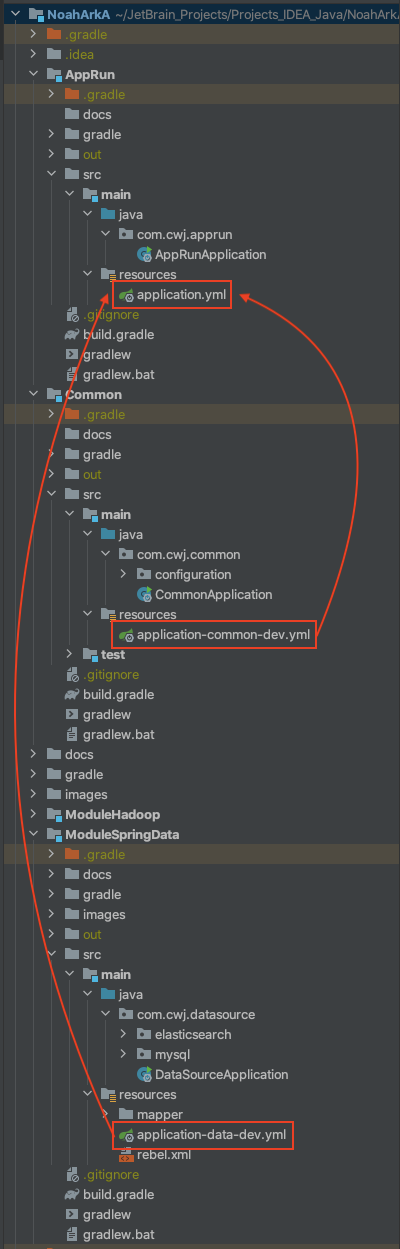 NoahArkA ~/JetBrain_Projects/Projects_IDEA_Java/NoahArkA
.gradle
.idea
AppRun
.gradle
docs
gradle
out
src
main
java
com.cwj.apprun
AppRunApplication
resources
application.yml
.gitignore
build.gradle
gradlew
gradlew.bat
Common
.gradle
docs
gradle
out
src
main
java
com.cwj.common
configuration
CommonApplication
resources
application-common-dev.yml
test
.gitignore
build.gradle
gradlew
gradlew.bat
docs
gradle
images
ModuleHadoop
ModuleSpringData
.gradle
docs
gradle
images
out
src
main
java
com.cwj.datasource
elasticsearch
mysql
DataSourceApplication
resources
mapper
application-data-dev.yml
rebel.xml
.gitignore
build.gradle
gradlew
gradlew.bat